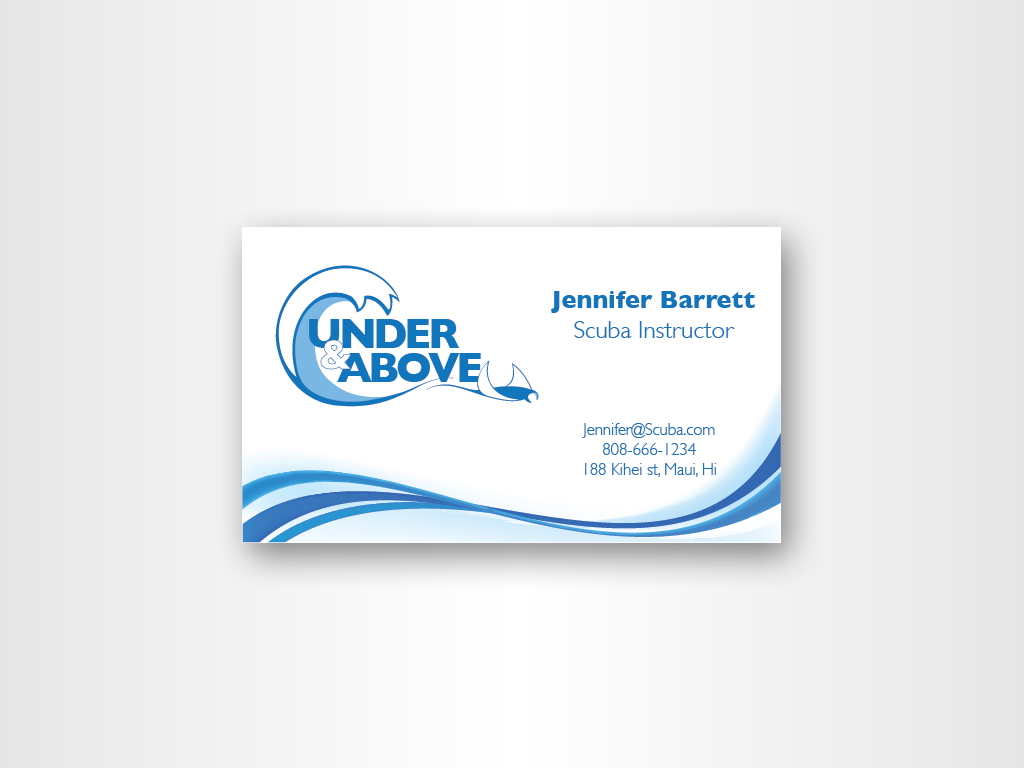 UNDER
&
ABOVE
Jennifer Barrett
Scuba Instructor
Jennifer@Scuba.com
808-666-1234
188 Kihei st, Maui, Hi